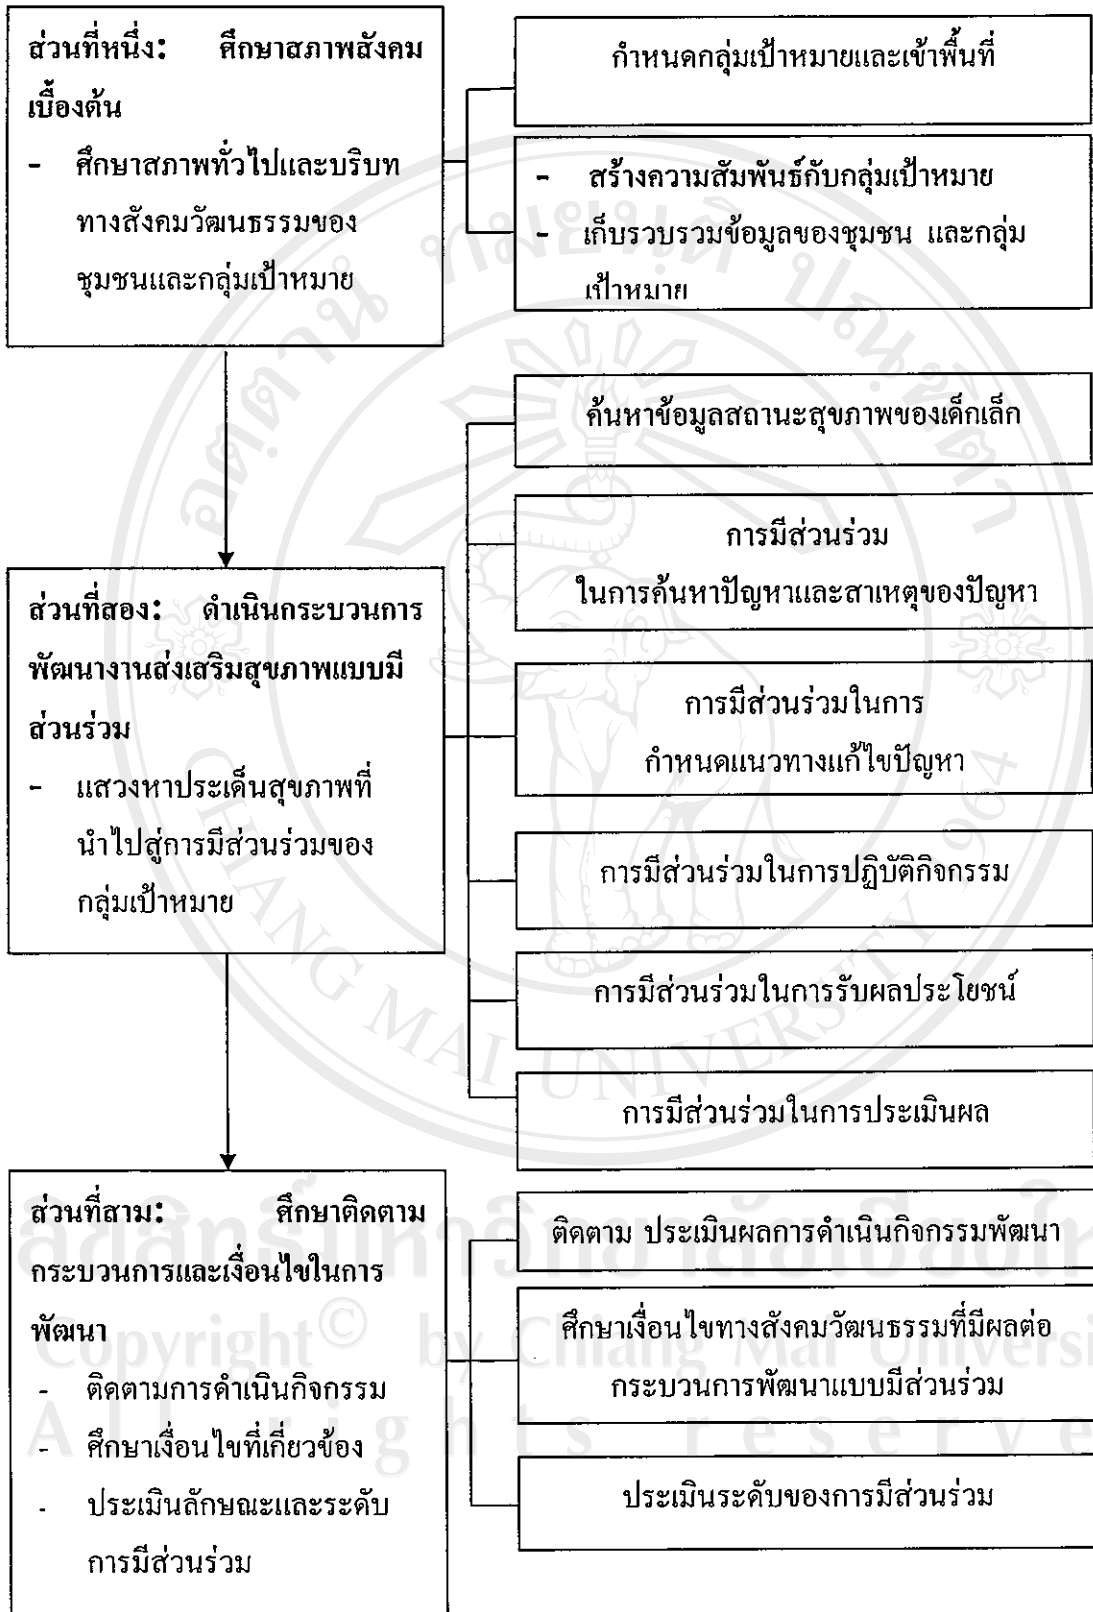 ส่วนที่หนึ่ง: ศึกษาสภาพสังคม
เบื้องต้น
- ศึกษาสภาพทั่วไปและบริบท
ทางสังคมวัฒนธรรมของ
ชุมชนและกลุ่มเป้าหมาย
กำหนดกลุ่มเป้าหมายและเข้าพื้นที่
- สร้างความสัมพันธ์กับกลุ่มเป้าหมาย
- เก็บรวบรวมข้อมูลของชุมชน และกลุ่ม
เป้าหมาย
ส่วนที่สอง: ดำเนินกระบวนการ
พัฒนางานส่งเสริมสุขภาพแบบมี
ส่วนร่วม
- แสวงหาประเด็นสุขภาพที่
นำไปสู่การมีส่วนร่วมของ
กลุ่มเป้าหมาย
ค้นหาข้อมูลสถานะสุขภาพของเด็กเล็ก
การมีส่วนร่วม
ในการค้นหาปัญหาและสาเหตุของปัญหา
การมีส่วนร่วมในการ
กำหนดแนวทางแก้ไขปัญหา
การมีส่วนร่วมในการปฏิบัติกิจกรรม
การมีส่วนร่วมในการรับผลประโยชน์
การมีส่วนร่วมในการประเมินผล
ส่วนที่สาม: ศึกษาติดตาม
กระบวนการและเงื่อนไขในการ
พัฒนา
- ติดตามการดำเนินกิจกรรม
- ศึกษาเงื่อนไขที่เกี่ยวข้อง
- ประเมินลักษณะและระดับ
การมีส่วนร่วม
ติดตาม ประเมินผลการดำเนินกิจกรรมพัฒนา
ศึกษาเงื่อนไขทางสังคมวัฒนธรรมที่มีผลต่อ
กระบวนการพัฒนาแบบมีส่วนร่วม
ประเมินระดับของการมีส่วนร่วม
อตฺตานํ ทมยนฺติ ปณฺฑิตา
CHANG MAI UNIVERSITY 1964
Copyright © by Chiang Mai Universi
All rights reserve